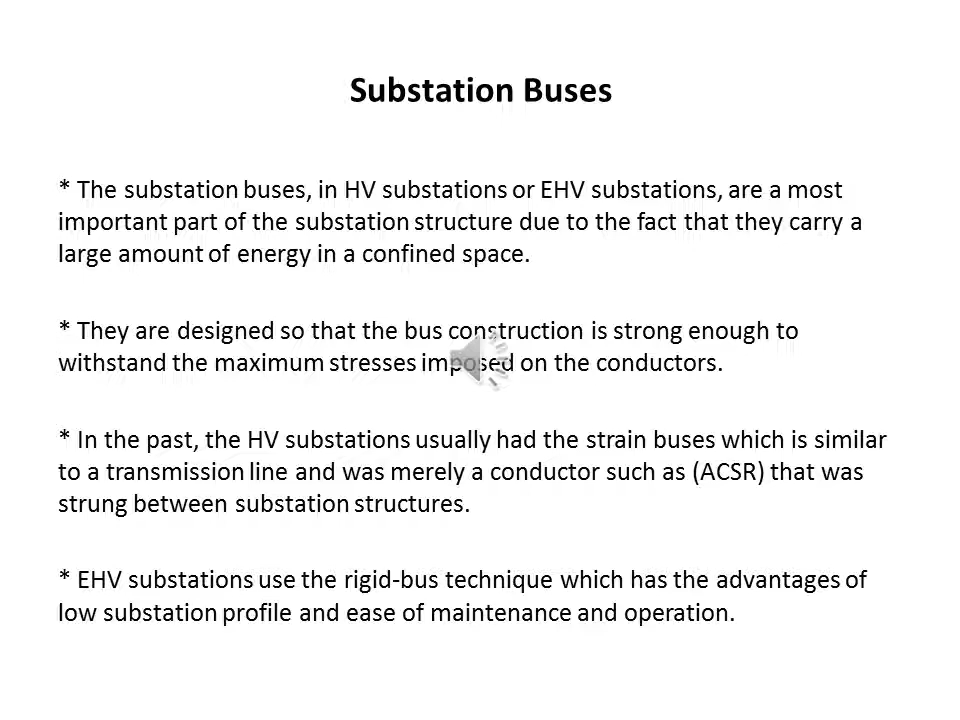 Substation Buses
* The substation buses, in HV substations or EHV substations, are a most
important part of the substation structure due to the fact that they carry a
large amount of energy in a confined space.
* They are designed so that the bus construction is strong enough to
withstand the maximum stresses imposed on the conductors.
* In the past, the HV substations usually had the strain buses which is similar
to a transmission line and was merely a conductor such as (ACSR) that was
strung between substation structures.
* EHV substations use the rigid-bus technique which has the advantages of
low substation profile and ease of maintenance and operation.